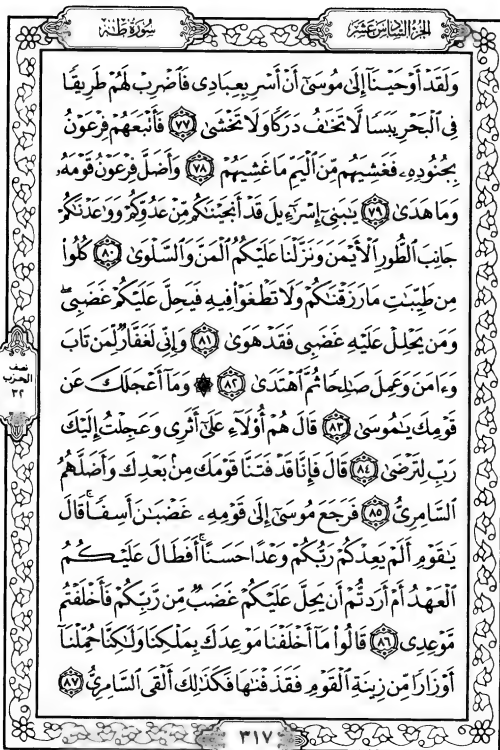 الجزء السادس عشر
سورة طه
وَلَقَدْ أَوْحَيْنَآ إِلَىٰ مُوسَىٰٓ أَنْ أَسْرِ بِعِبَادِى فَٱضْرِبْ لَهُمْ طَرِيقًا
فِى ٱلْبَحْرِ يَبَسًا لَّا تَخَٰفُ دَرَكًا وَلَا تَخْشَىٰ ٧٧ فَأَتْبَعَهُمْ فِرْعَوْنُ
بِجُنُودِهِۦ فَغَشِيَهُم مِّنَ ٱلْيَمِّ مَا غَشِيَهُمْ ٧٨ وَأَضَلَّ فِرْعَوْنُ قَوْمَهُۥ
وَمَا هَدَىٰ ٧٩ يَٰبَنِىٓ إِسْرَٰٓءِيلَ قَدْ أَنجَيْنَٰكُم مِّنْ عَدُوِّكُمْ وَوَٰعَدْنَٰكُمْ
جَانِبَ ٱلطُّورِ ٱلْأَيْمَنَ وَنَزَّلْنَا عَلَيْكُمُ ٱلْمَنَّ وَٱلسَّلْوَىٰ ٨٠ كُلُوا۟
مِن طَيِّبَٰتِ مَا رَزَقْنَٰكُمْ وَلَا تَطْغَوْا۟ فِيهِ فَيَحِلَّ عَلَيْكُمْ غَضَبِىۖ
وَمَن يَحْلِلْ عَلَيْهِ غَضَبِى فَقَدْ هَوَىٰ ٨١ وَإِنِّى لَغَفَّارٌ لِّمَن تَابَ
وَءَامَنَ وَعَمِلَ صَٰلِحًا ثُمَّ ٱهْتَدَىٰ ٨٢ ۞ وَمَآ أَعْجَلَكَ عَن
قَوْمِكَ يَٰمُوسَىٰ ٨٣ قَالَ هُمْ أُو۟لَآءِ عَلَىٰٓ أَثَرِى وَعَجِلْتُ إِلَيْكَ
رَبِّ لِتَرْضَىٰ ٨٤ قَالَ فَإِنَّا قَدْ فَتَنَّا قَوْمَكَ مِنۢ بَعْدِكَ وَأَضَلَّهُمُ
ٱلسَّامِرِىُّ ٨٥ فَرَجَعَ مُوسَىٰٓ إِلَىٰ قَوْمِهِۦ غَضْبَٰنَ أَسِفًاۚ قَالَ
يَٰقَوْمِ أَلَمْ يَعِدْكُمْ رَبُّكُمْ وَعْدًا حَسَنًاۚ أَفَطَالَ عَلَيْكُمُ
ٱلْعَهْدُ أَمْ أَرَدتُّمْ أَن يَحِلَّ عَلَيْكُمْ غَضَبٌ مِّن رَّبِّكُمْ فَأَخْلَفْتُم
مَّوْعِدِى ٨٦ قَالُوا۟ مَآ أَخْلَفْنَا مَوْعِدَكَ بِمَلْكِنَا وَلَٰكِنَّا حُمِّلْنَآ
أَوْزَارًا مِّن زِينَةِ ٱلْقَوْمِ فَقَذَفْنَٰهَا فَكَذَٰلِكَ أَلْقَى ٱلسَّامِرِىُّ ٨٧
نصف
الحزب
٣٢
٣١٧